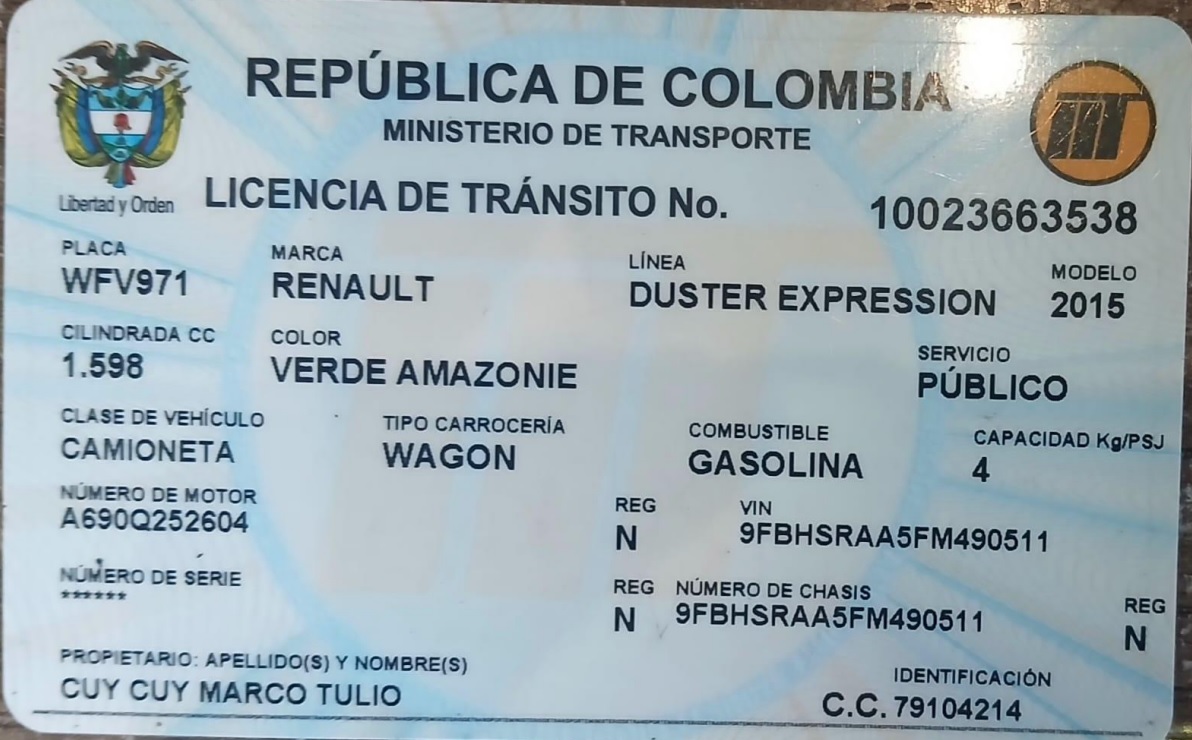 REPÚBLICA DE COLOMBIA
MINISTERIO DE TRANSPORTE
Libertad y Orden
LICENCIA DE TRÁNSITO No. 10023663538
PLACA MARCA LÍNEA MODELO
WFV971 RENAULT DUSTER EXPRESSION 2015
CILINDRADA CC COLOR SERVICIO
1.598 VERDE AMAZONIE PÚBLICO
CLASE DE VEHÍCULO TIPO CARROCERÍA COMBUSTIBLE CAPACIDAD Kg/PSJ
CAMIONETA WAGON GASOLINA 4
NÚMERO DE MOTOR REG VIN
A690Q252604 N 9FBHSRAA5FM490511
NÚMERO DE SERIE REG NÚMERO DE CHASIS REG
****** N 9FBHSRAA5FM490511 N
PROPIETARIO: APELLIDO(S) Y NOMBRE(S) IDENTIFICACIÓN
CUY CUY MARCO TULIO C.C. 79104214